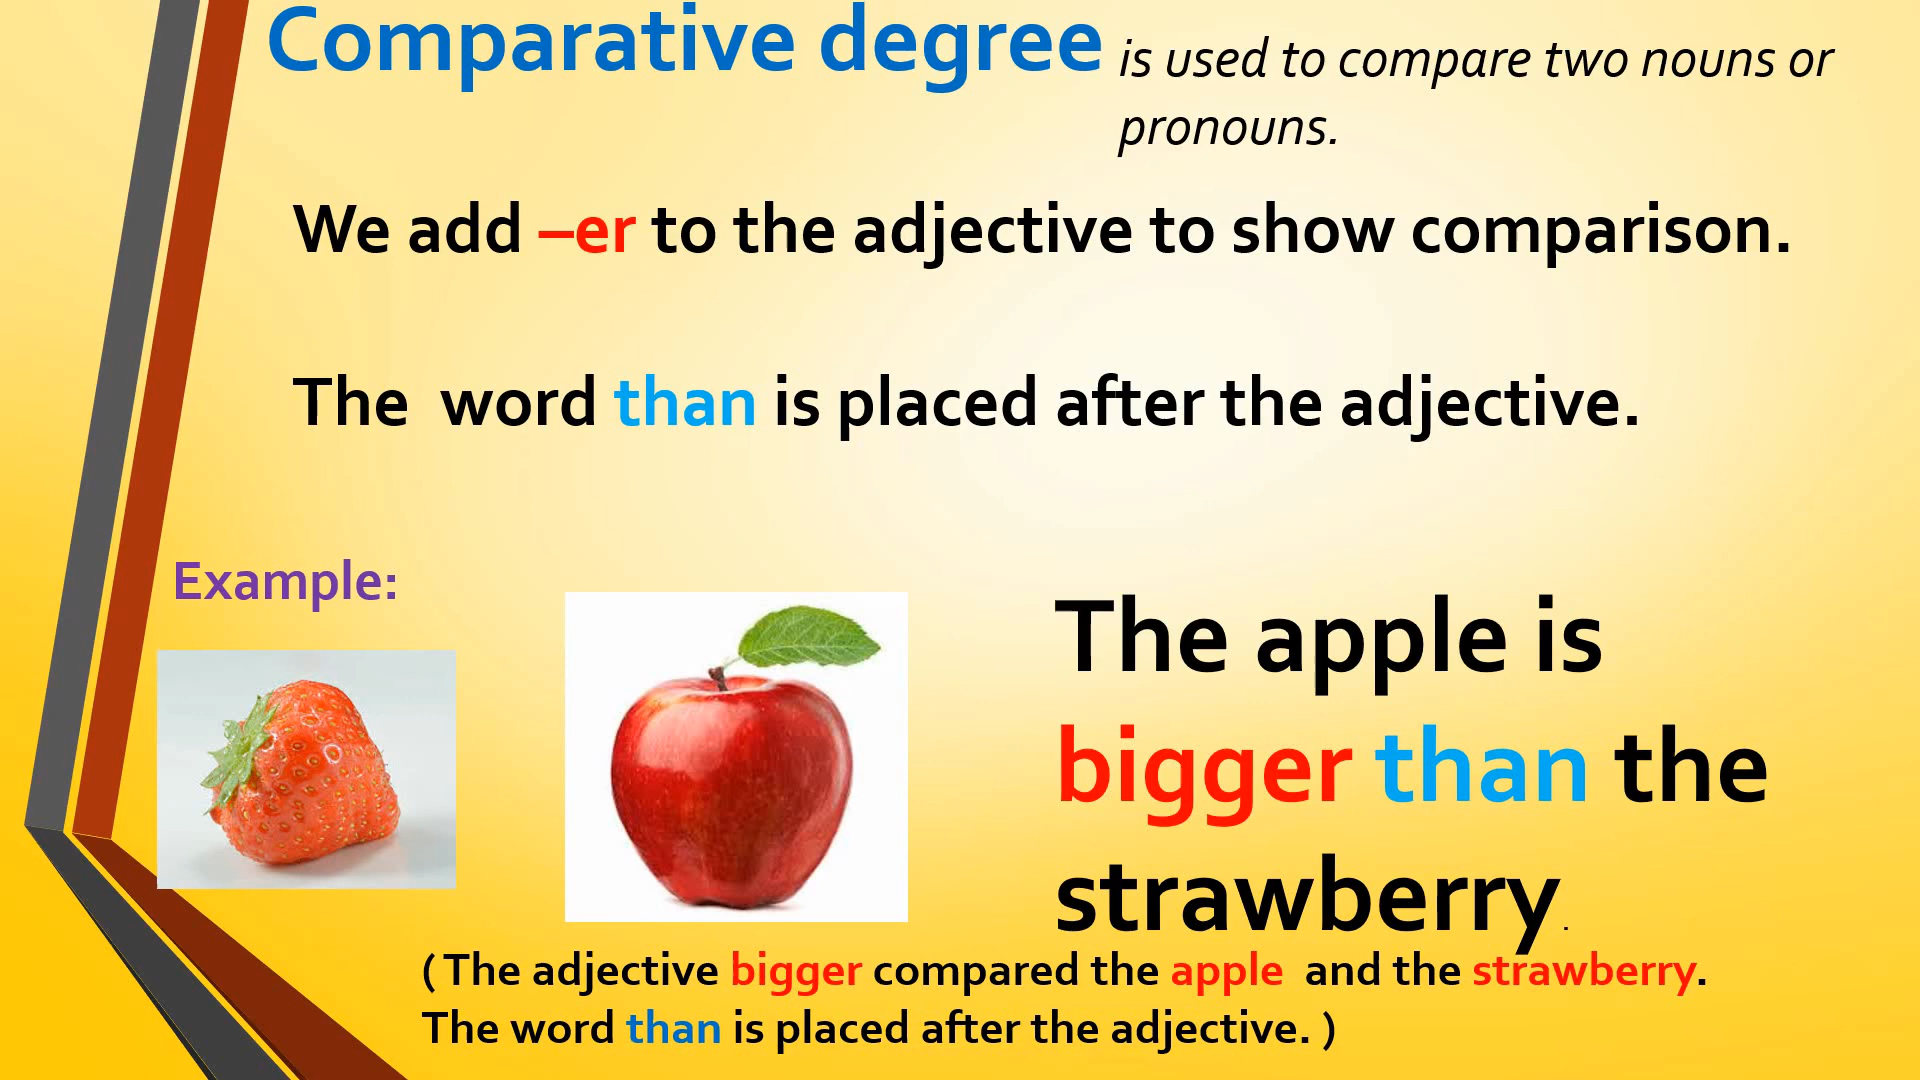 Comparative degree is used to compare two nouns or
pronouns.
We add –er to the adjective to show comparison.
The word than is placed after the adjective.
Example:
The apple is
bigger than the
strawberry.
( The adjective bigger compared the apple and the strawberry.
The word than is placed after the adjective. )